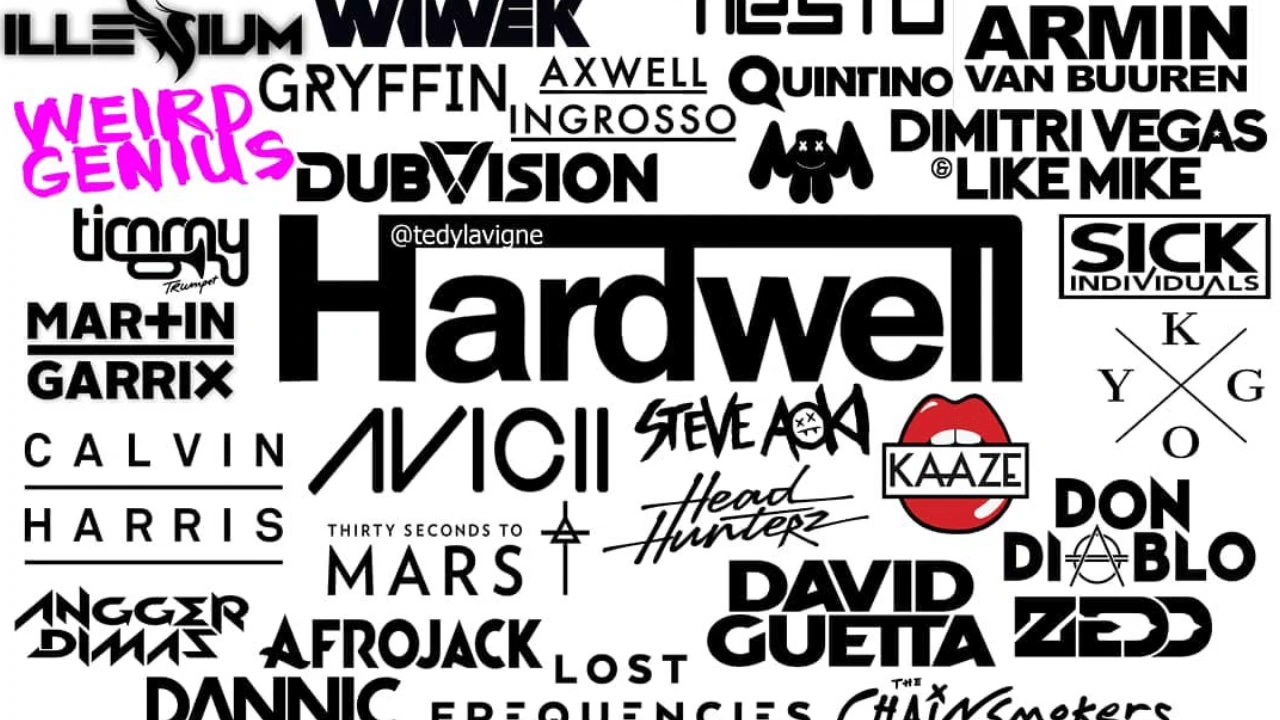 ILLENIUM
WIWEK
TIËSTO
ARMIN
VAN BUUREN
GRYFFIN
AXWELL
INGROSSO
QUINTINO
WEIRD
GENIUS
DUBVISION
DIMITRI VEGAS
& LIKE MIKE
timmy
Trumpet
@tedylavigne
Hardwell
SICK
INDIVIDUALS
MARTIN
GARRIX
K
Y G
O
CALVIN
HARRIS
AVICII
STEVE AOKI
KAAZE
Head
Hunterz
THIRTY SECONDS TO
MARS
DON
DIABLO
DAVID
GUETTA
ZEDD
ANGGER
DIMAS
AFROJACK
LOST
FREQUENCIES
DANNIC
THE
CHAINSmokers